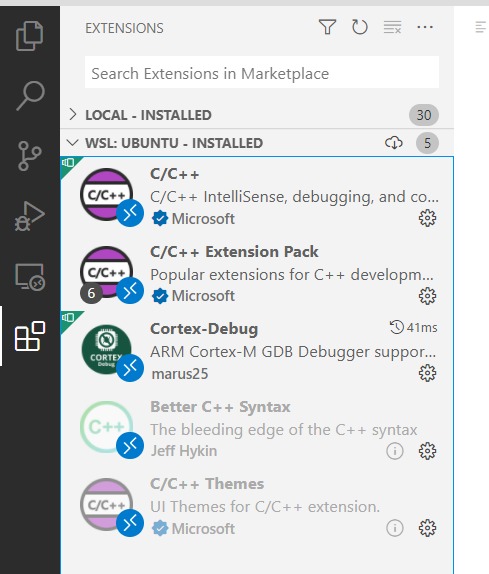 EXTENSIONS
Search Extensions in Marketplace
LOCAL - INSTALLED 30
WSL: UBUNTU - INSTALLED 5
C/C++
C/C++ C/C++ IntelliSense, debugging, and co...
Microsoft
C/C++ Extension Pack
C/C++ Popular extensions for C++ developm...
6 Microsoft
Cortex-Debug 41ms
CORTEX ARM Cortex-M GDB Debugger suppor...
Debug marus25
Better C++ Syntax
C++ The bleeding edge of the C++ syntax
Jeff Hykin
C/C++ Themes
C/C++ UI Themes for C/C++ extension.
Microsoft